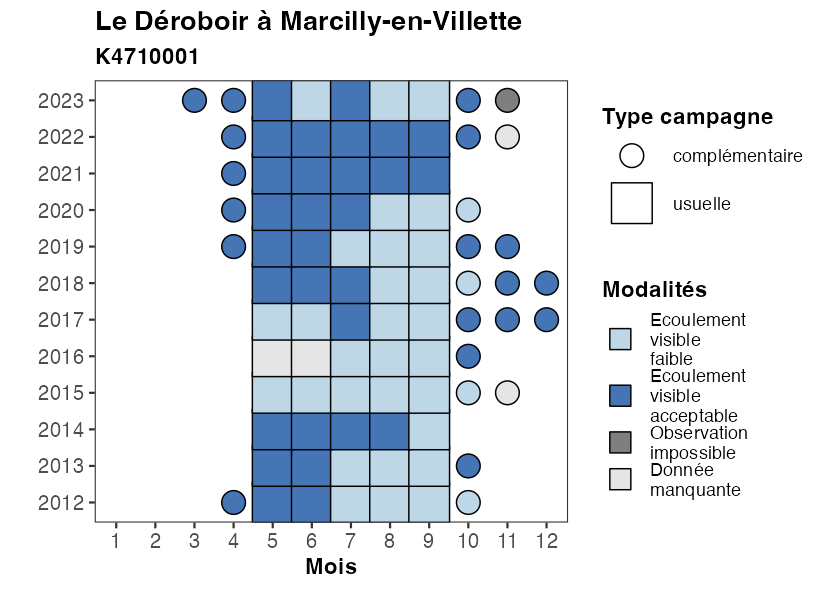 Le Déroboir à Marcilly-en-Villette
K4710001
2023
2022
2021
2020
2019
2018
2017
2016
2015
2014
2013
2012
1 2 3 4 5 6 7 8 9 10 11 12
Mois
Type campagne
complémentaire
usuelle
Modalités
Ecoulement
visible
faible
Ecoulement
visible
acceptable
Observation
impossible
Donnée
manquante